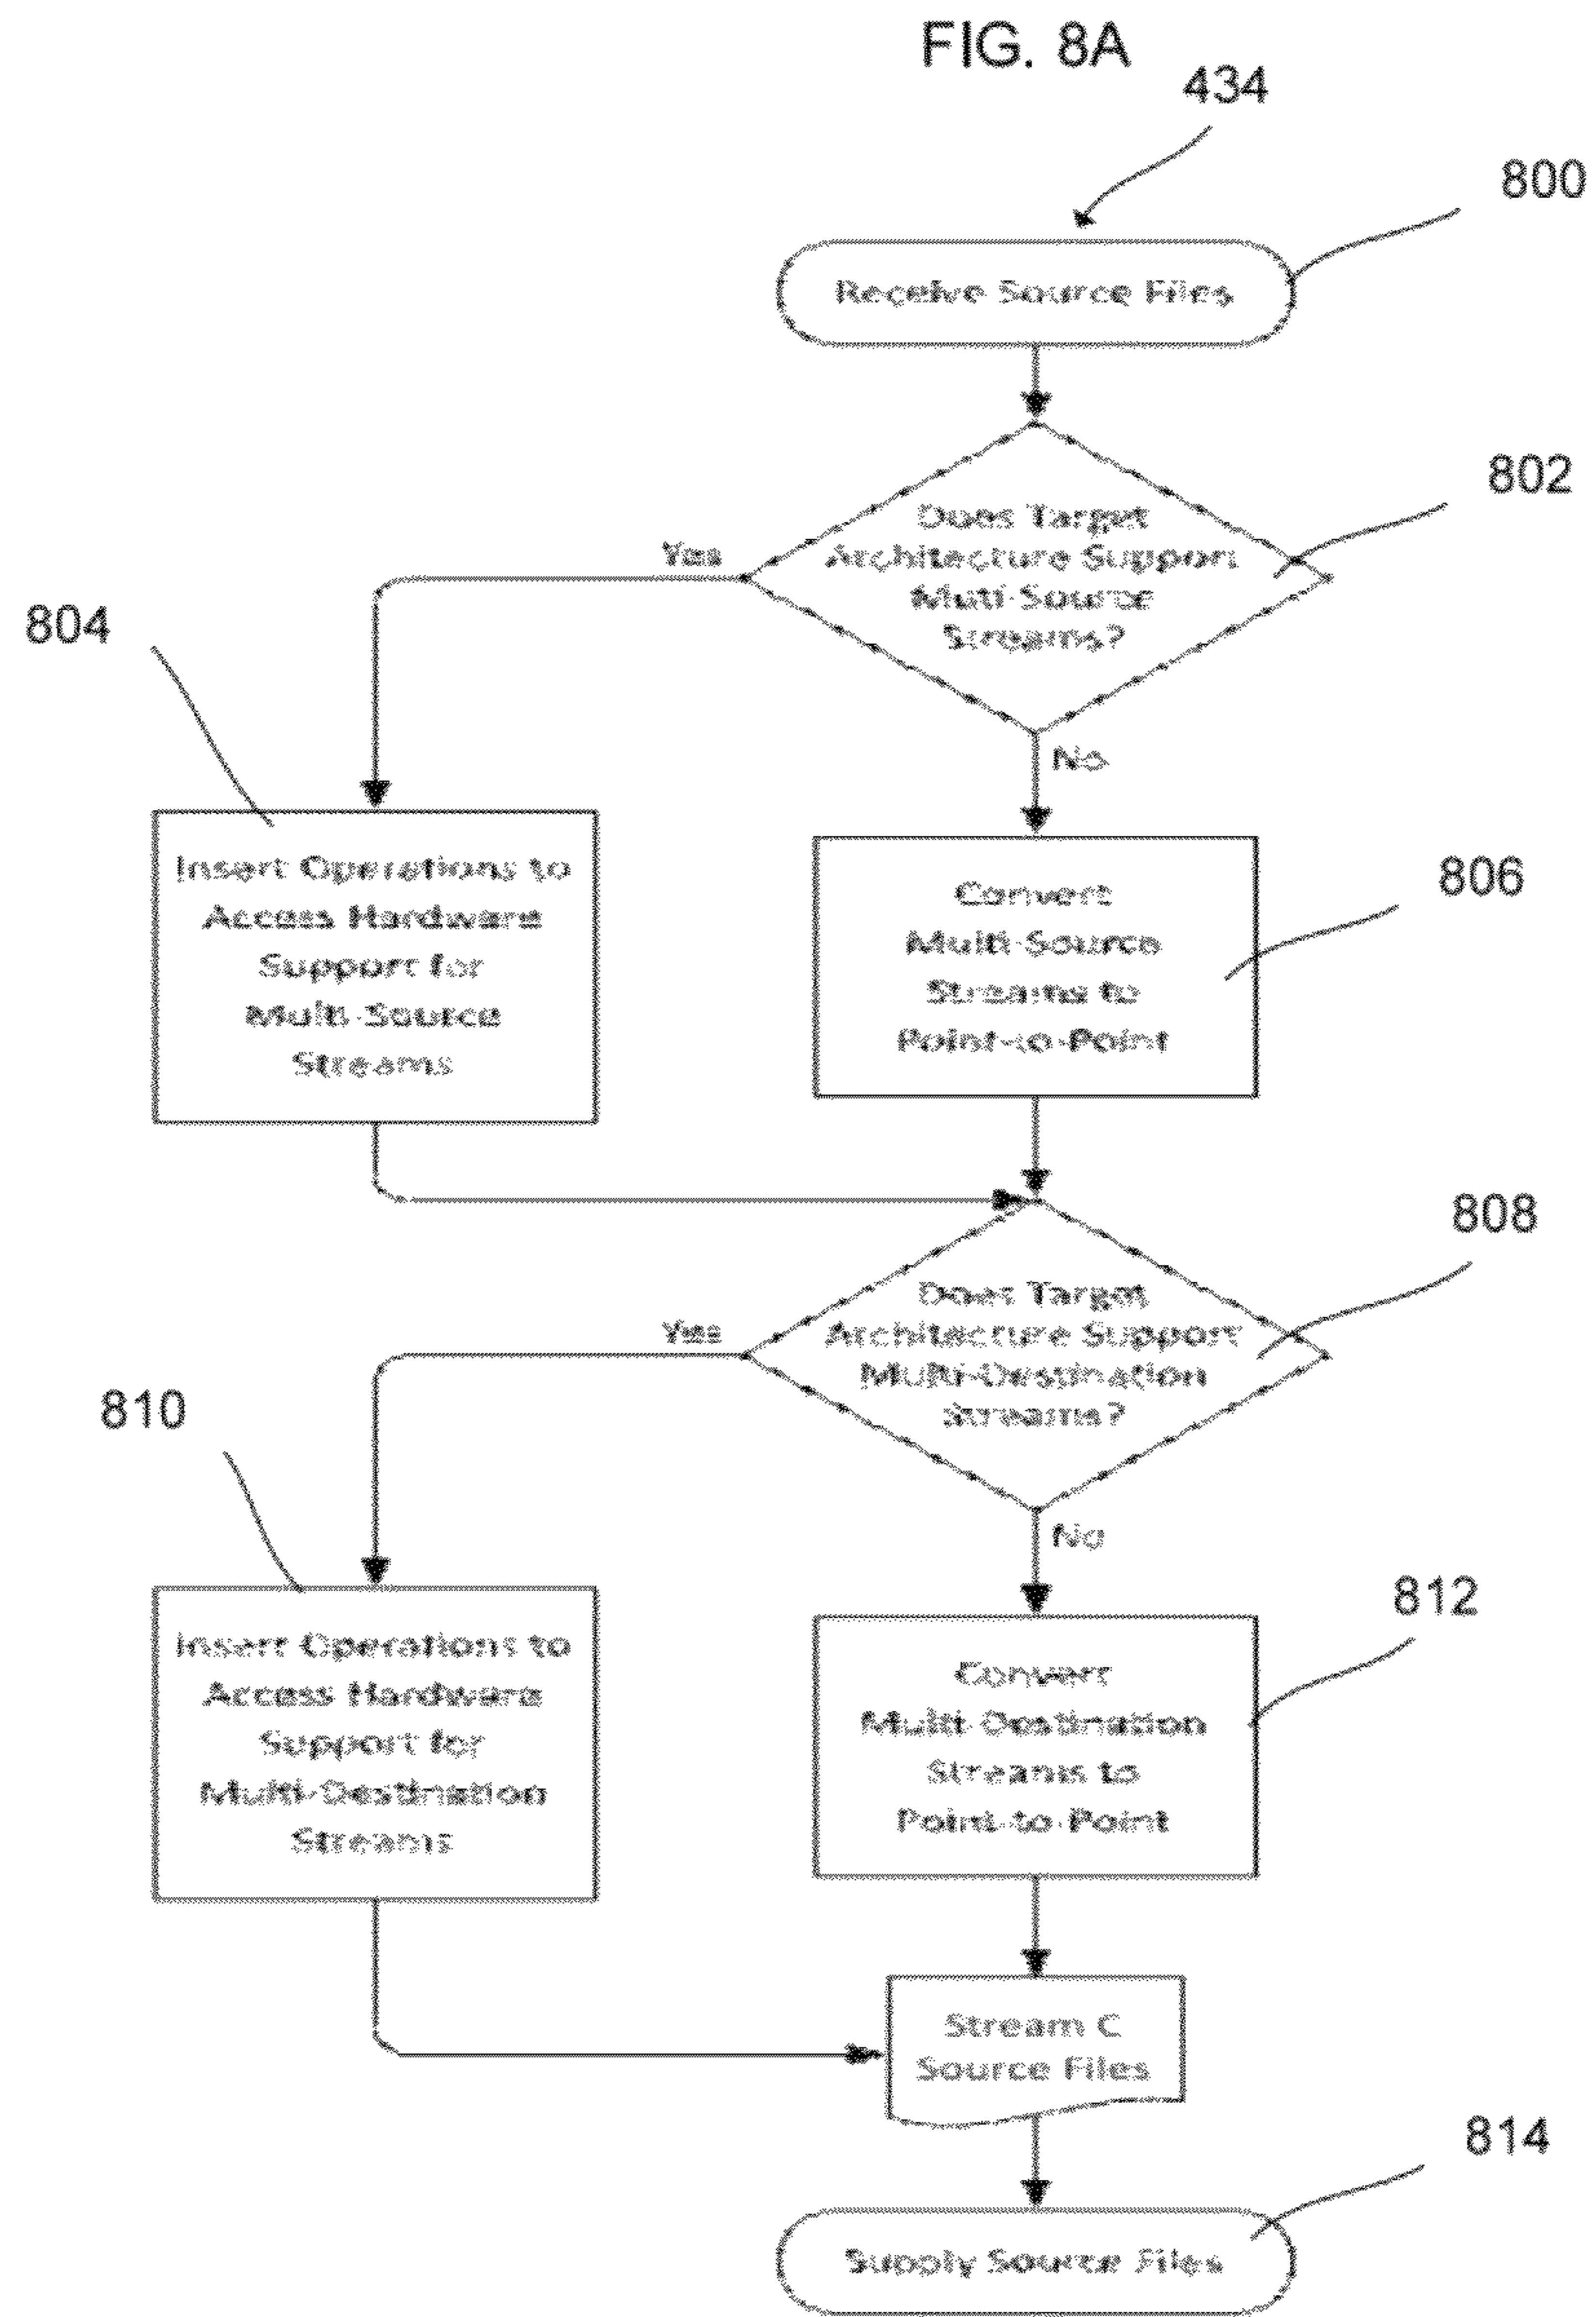 FIG. 8A
434
800
Receive Source Files
802
Does Target
Architecture Support
Muti-Source
Streams?
Yes
No
804
Insert Operations to
Access Hardware
Support for
Multi-Source
Streams
806
Convert
Multi-Source
Streams to
Point-to-Point
808
Does Target
Architecture Support
Multi-Destination
Streams?
Yes
No
810
Insert Operations to
Access Hardware
Support for
Multi-Destination
Streams
812
Convert
Multi-Destination
Streams to
Point-to-Point
Stream C
Source Files
814
Supply Source Files